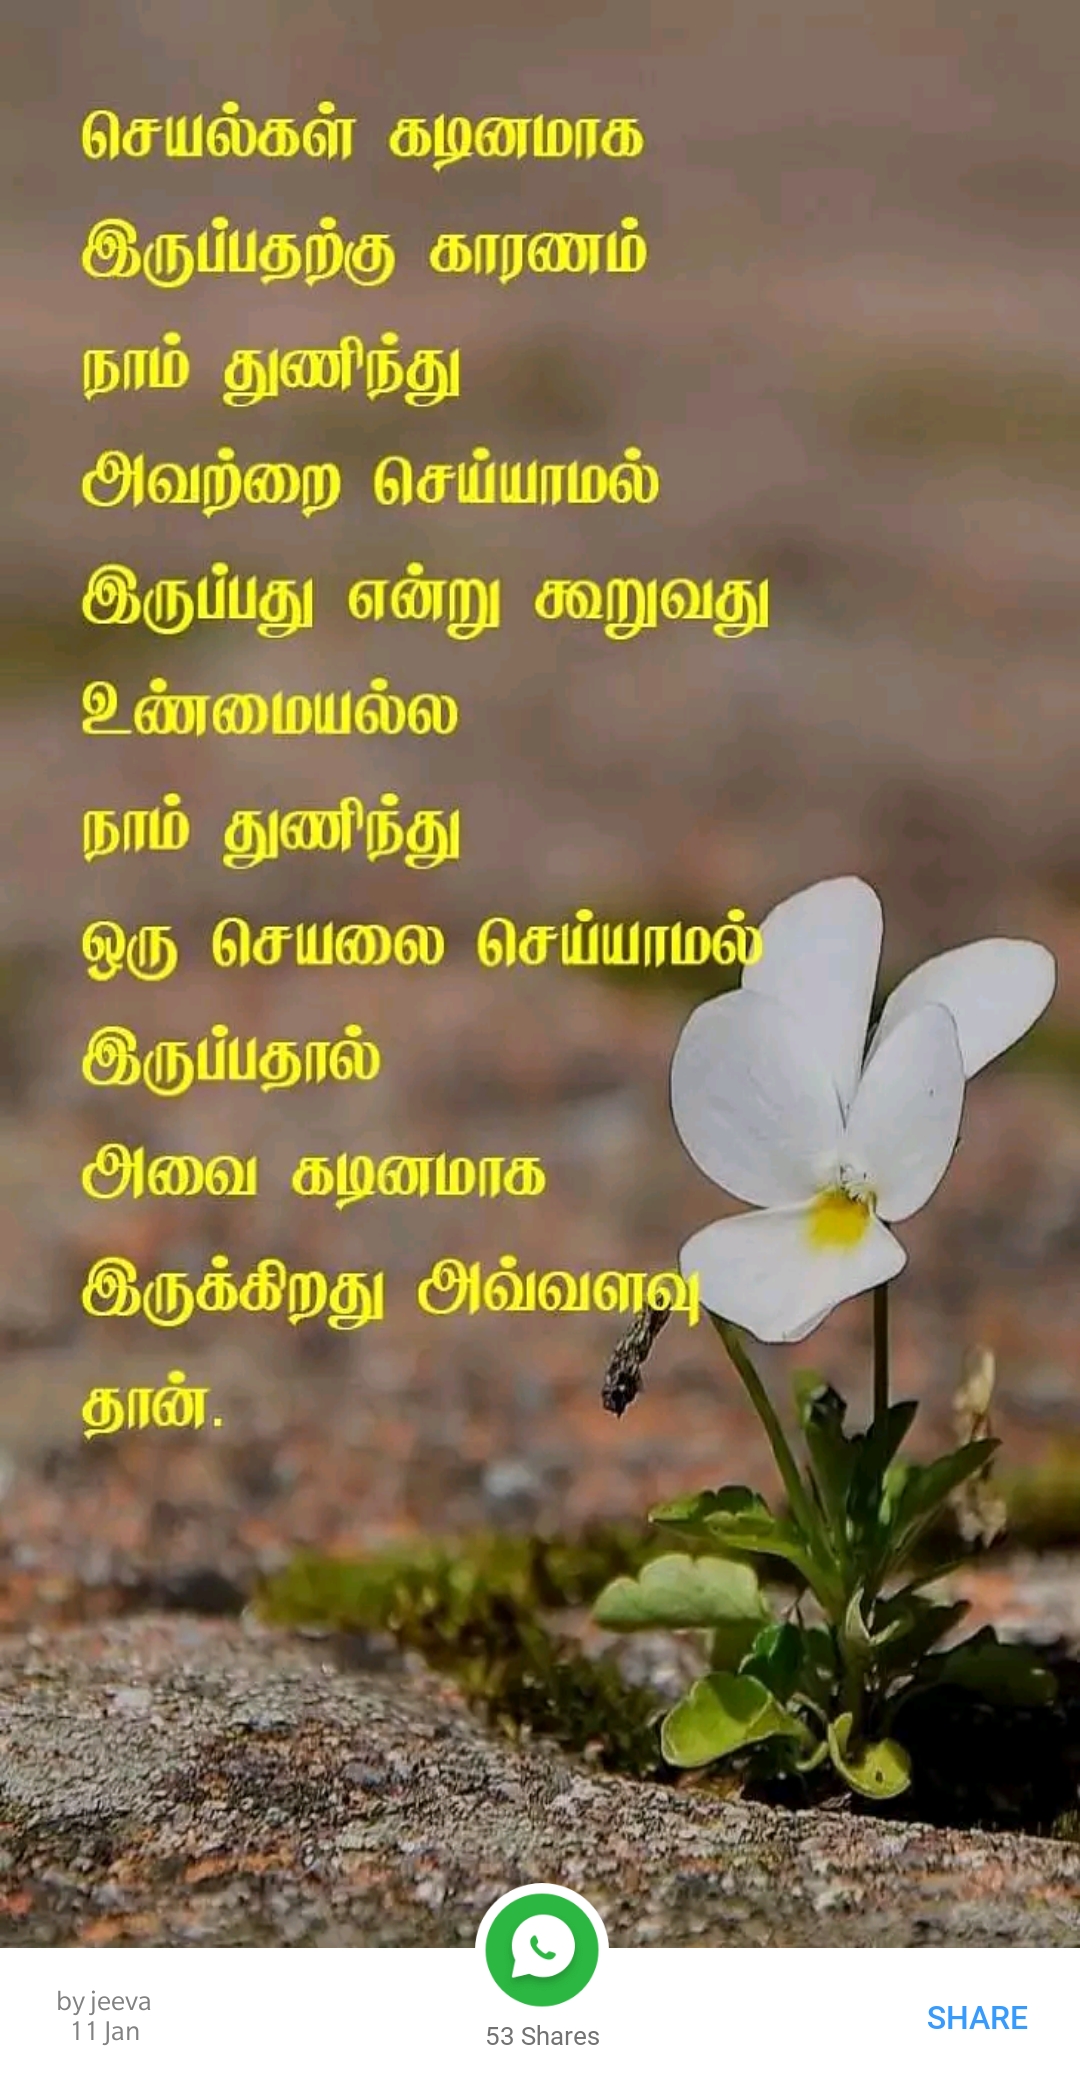 செயல்கள் கடினமாக
இருப்பதற்கு காரணம்
நாம் துணிந்து
அவற்றை செய்யாமல்
இருப்பது என்று கூறுவது
உண்மையல்ல
நாம் துணிந்து
ஒரு செயலை செய்யாமல்
இருப்பதால்
அவை கடினமாக
இருக்கிறது அவ்வளவு
தான்.
by jeeva
11 Jan
53 Shares
SHARE